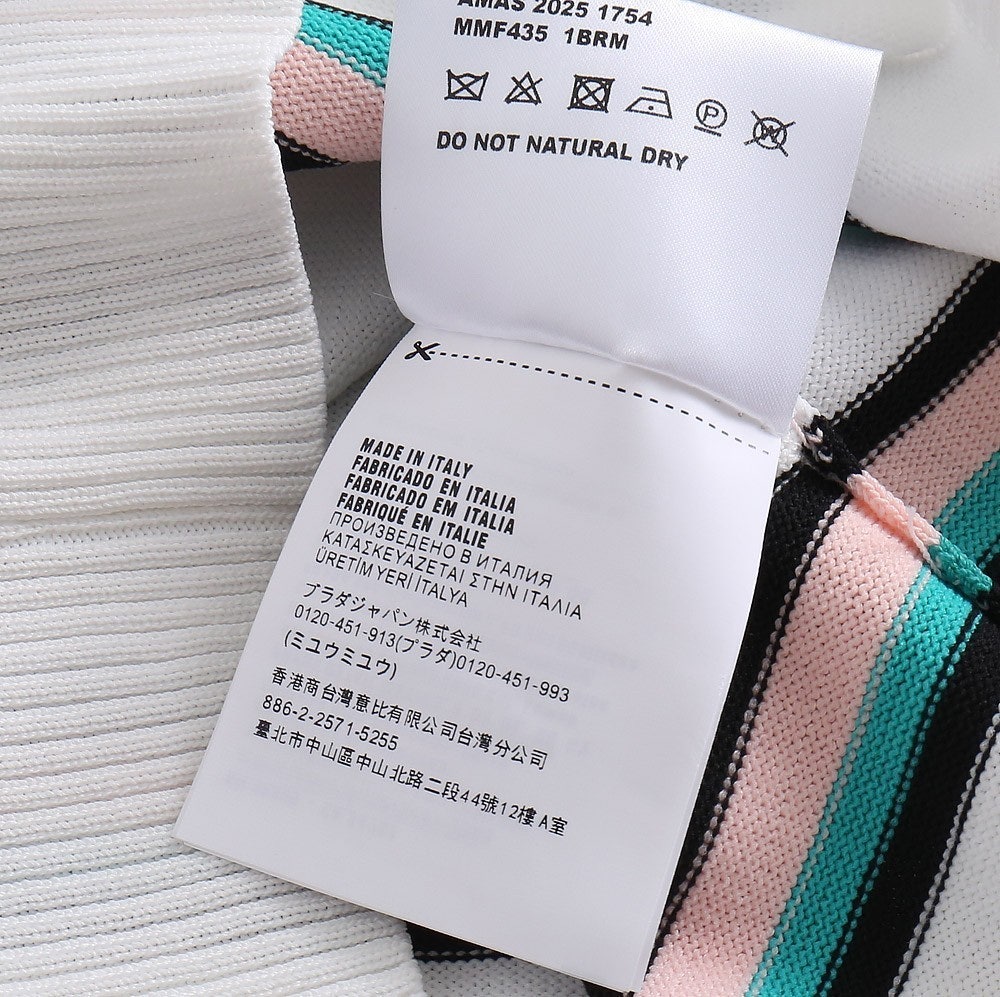 AMAS 2025 1754
MMF435 1BRM
DO NOT NATURAL DRY
MADE IN ITALY
FABRICADO EN ITALIA
FABRICADO EM ITALIA
FABRIQUÉ EN ITALIE
ПРОИЗВЕДЕНО В ИТАЛИЯ
ΚΑΤΑΣΚΕΥΑΖΕΤΑΙ ΣΤΗΝ ΙΤΑΛΙΑ
ÜRETİM YERİ İTALYA
プラダジャパン株式会社
0120-451-913(プラダ)0120-451-993
(ミユウミユウ)
香港商台灣意比有限公司台灣分公司
886-2-2571-5255
臺北市中山區中山北路二段44號12樓A室